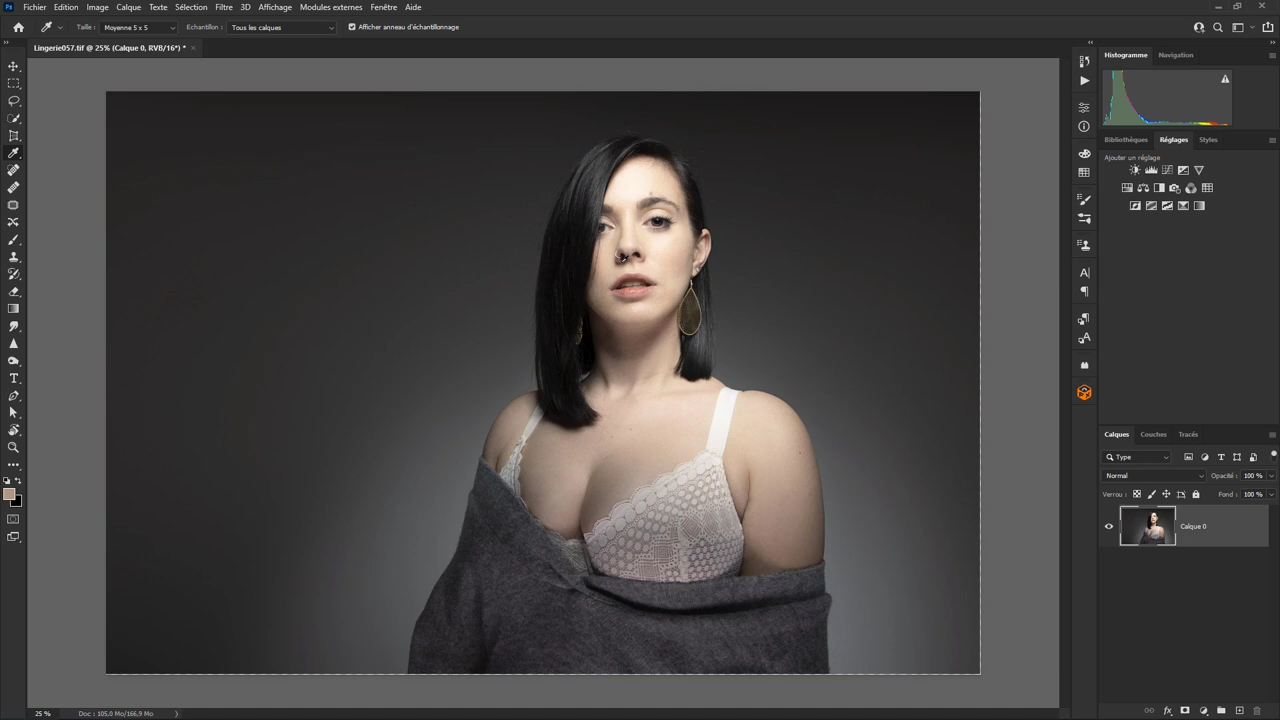 Ps Fichier Edition Image Calque Texte Sélection Filtre 3D Affichage Modules externes Fenêtre Aide
Taille : Moyenne 5 x 5 Echantillon : Tous les calques Afficher anneau d'échantillonnage
Lingerie057.tif @ 25% (Calque 0, RVB/16*) *
Histogramme Navigation
Bibliothèques Réglages Styles
Ajouter un réglage
Calques Couches Tracés
Type
Normal Opacité : 100 %
Verrou : Fond : 100 %
Calque 0
25 % Doc : 105,0 Mo/166,9 Mo
fx